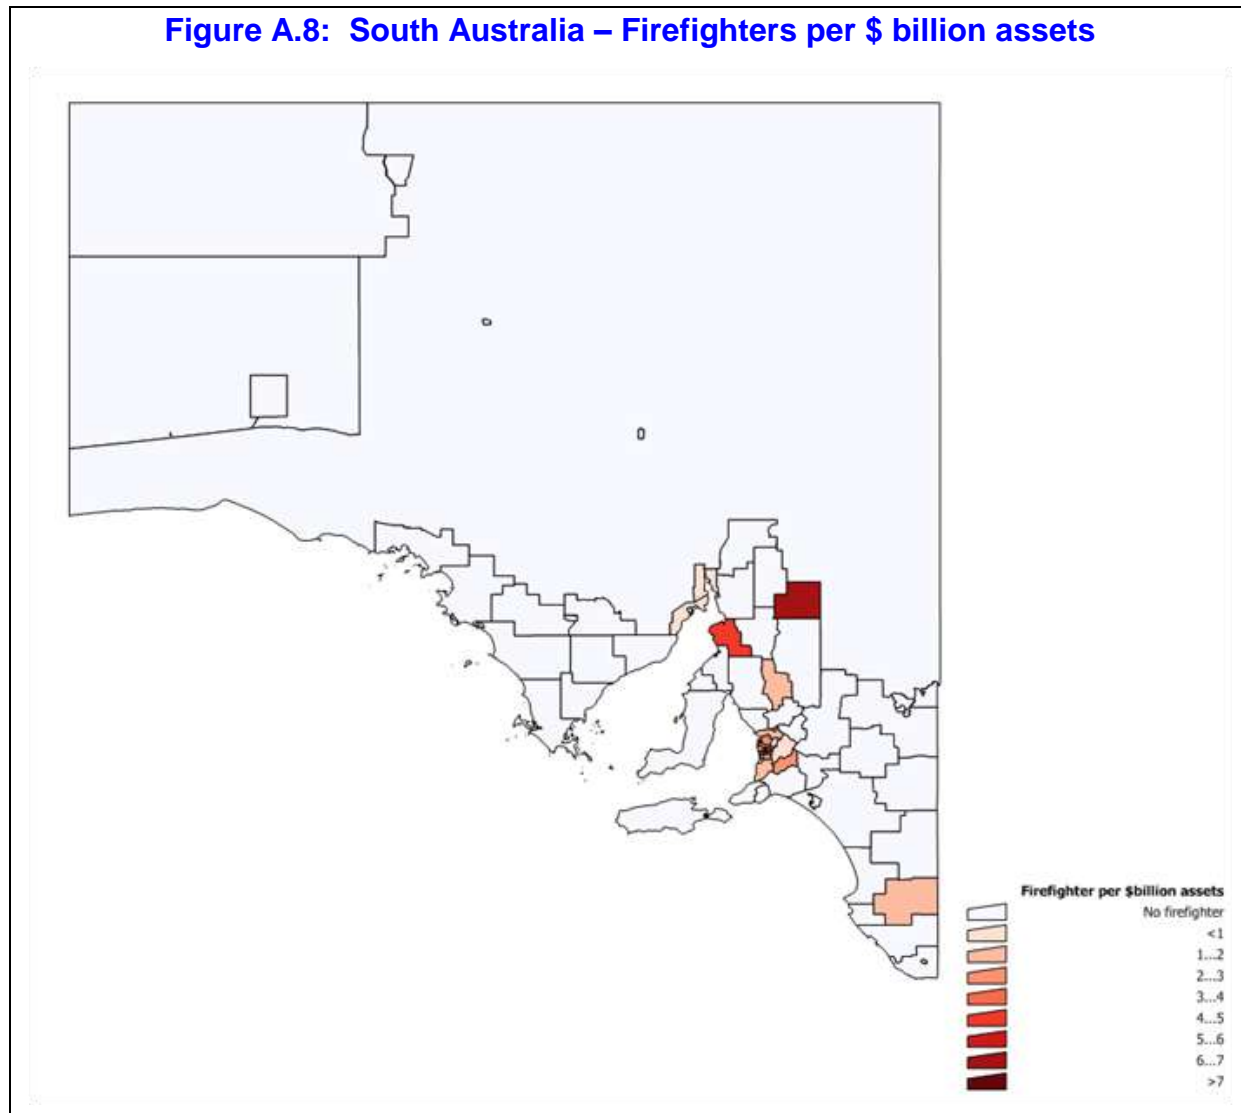 Figure A.8: South Australia – Firefighters per $ billion assets
Firefighter per $billion assets
No firefighter
<1
1...2
2...3
3...4
4...5
5...6
6...7
>7